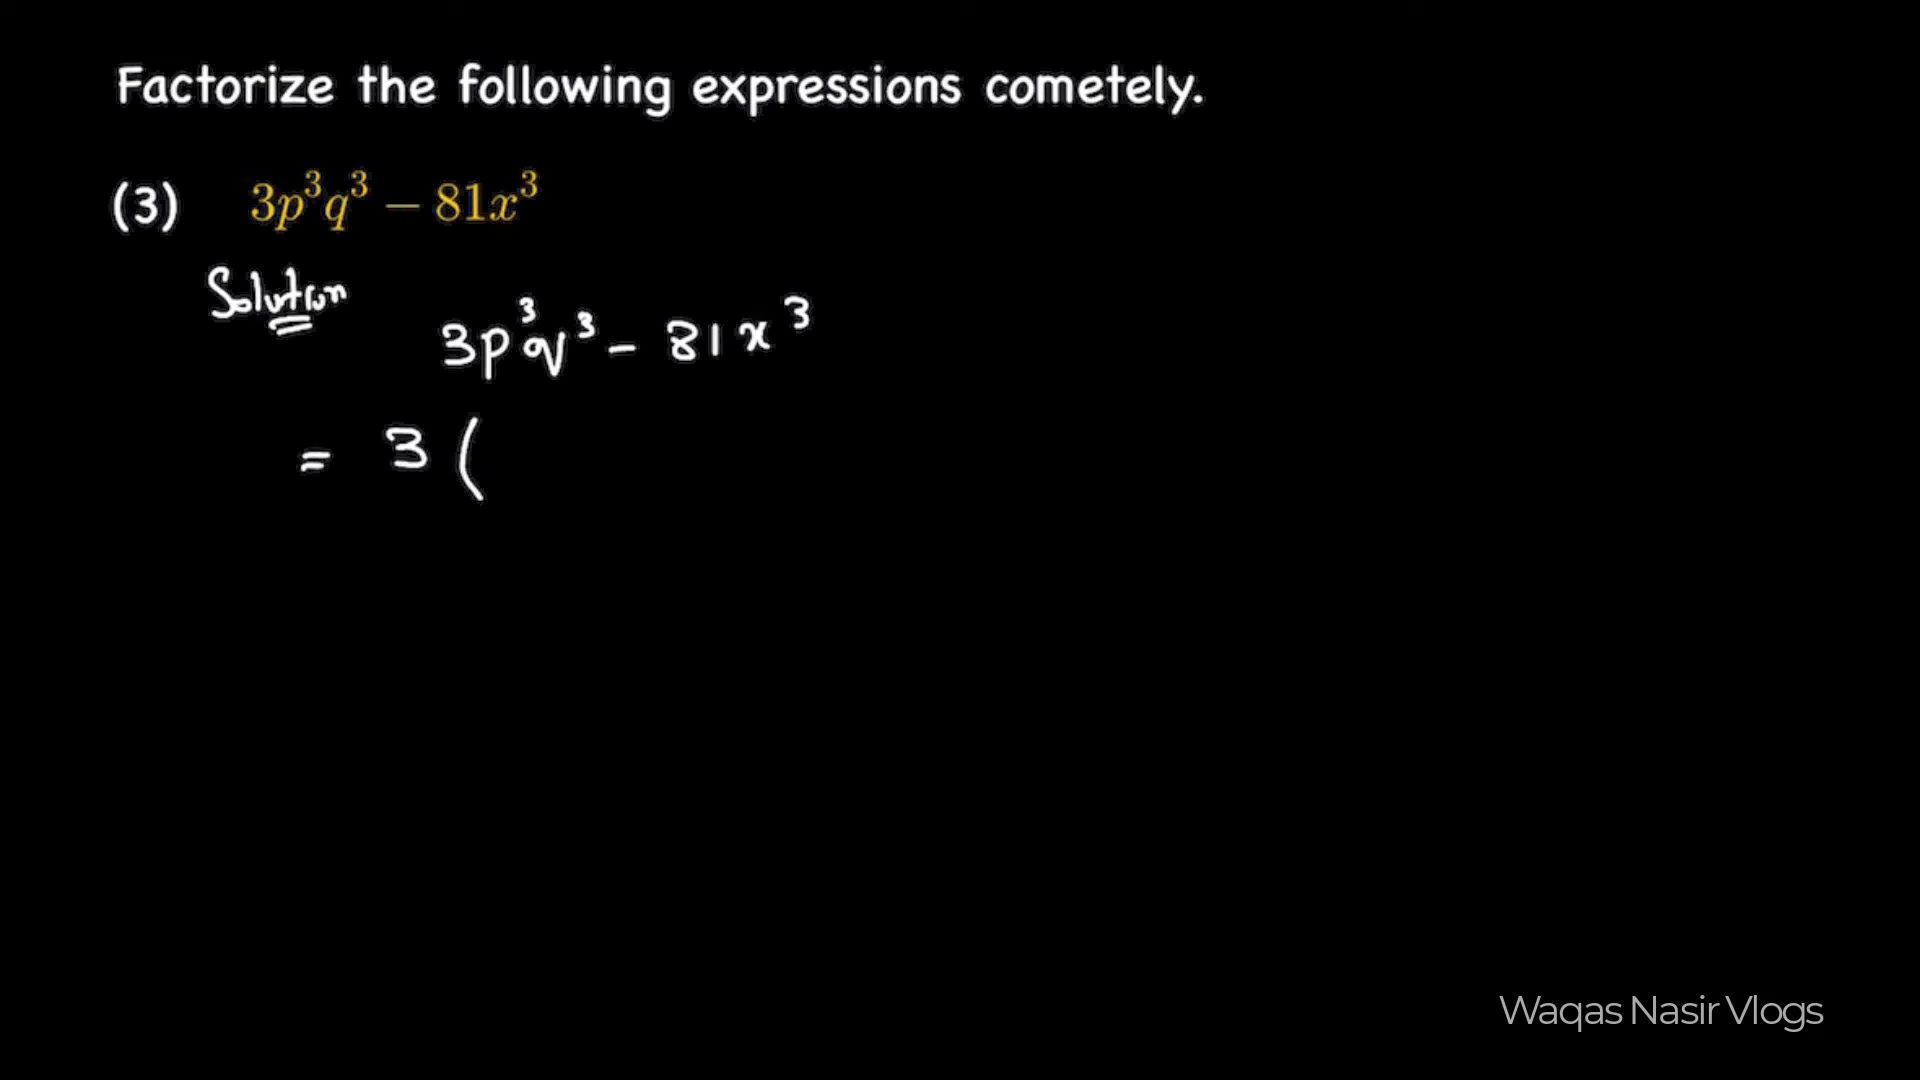 Factorize the following expressions cometely.
(3) 3p³q³ − 81x³
Solution
3p³q³ - 81x³
= 3 (
Waqas Nasir Vlogs